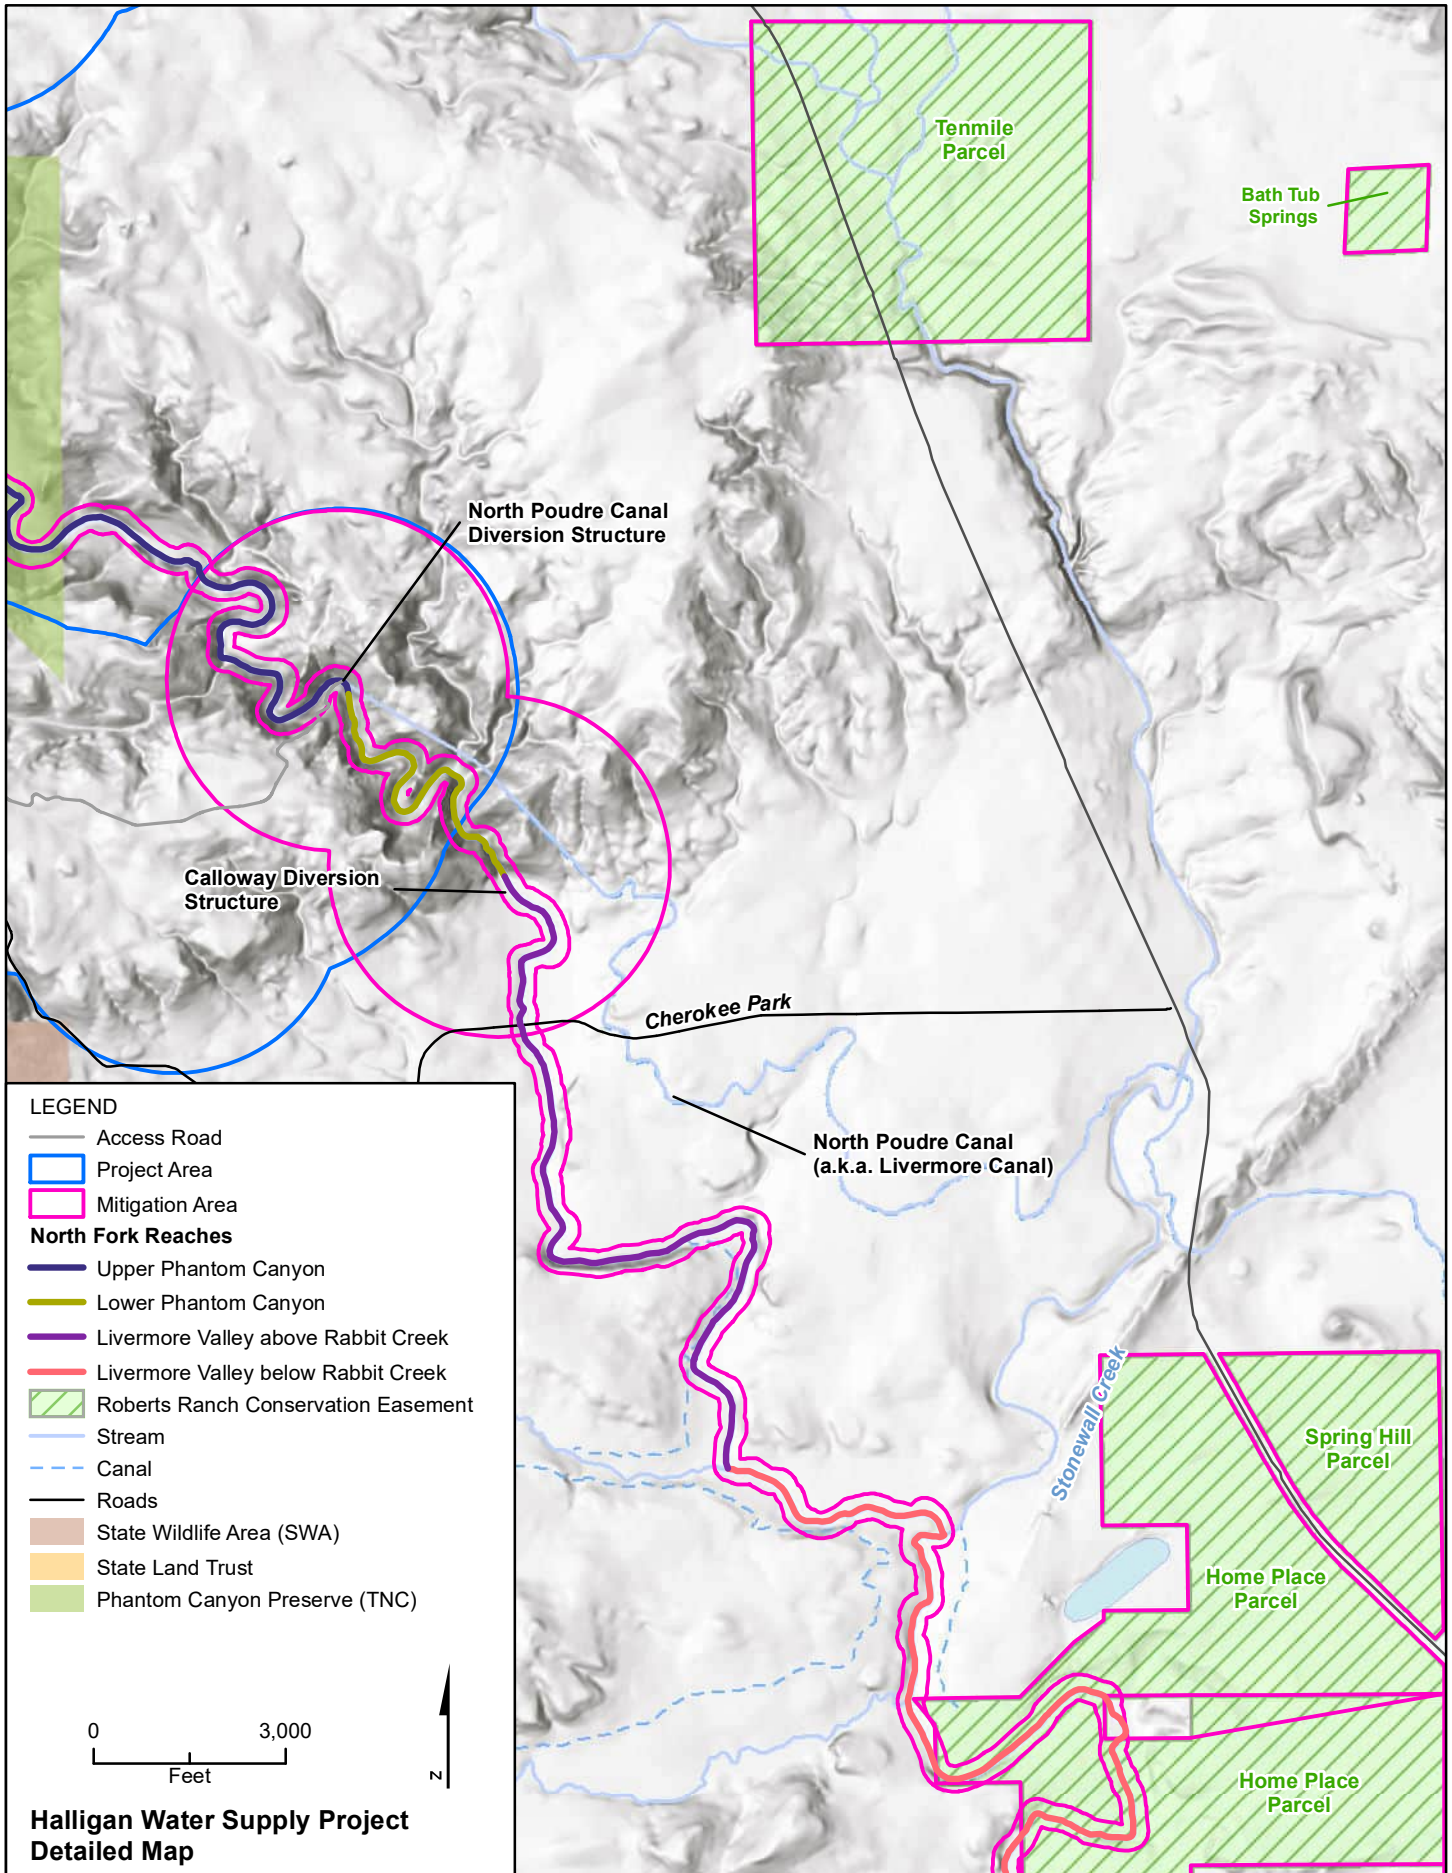 Tenmile
Parcel
Bath Tub
Springs
North Poudre Canal
Diversion Structure
Calloway Diversion
Structure
Cherokee Park
North Poudre Canal
(a.k.a. Livermore Canal)
Stonewall Creek
Spring Hill
Parcel
Home Place
Parcel
Home Place
Parcel
LEGEND
Access Road
Project Area
Mitigation Area
North Fork Reaches
Upper Phantom Canyon
Lower Phantom Canyon
Livermore Valley above Rabbit Creek
Livermore Valley below Rabbit Creek
Roberts Ranch Conservation Easement
Stream
Canal
Roads
State Wildlife Area (SWA)
State Land Trust
Phantom Canyon Preserve (TNC)
0 3,000
Feet
N
Halligan Water Supply Project
Detailed Map